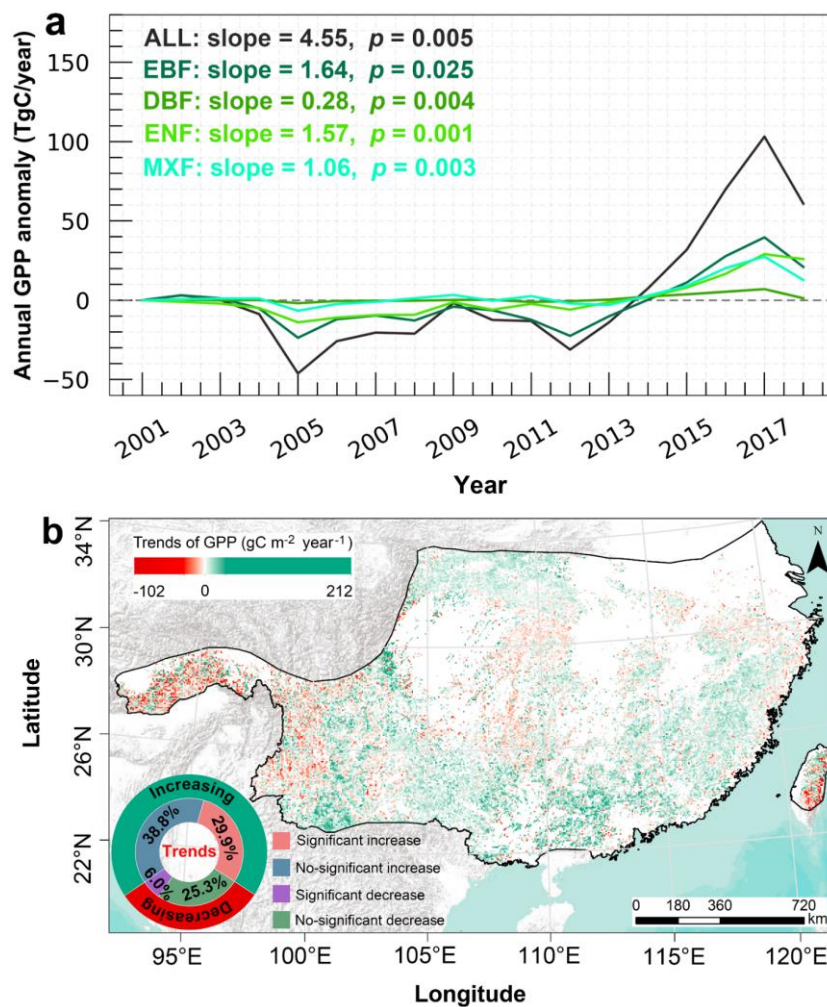 a
ALL: slope = 4.55, p = 0.005
EBF: slope = 1.64, p = 0.025
DBF: slope = 0.28, p = 0.004
ENF: slope = 1.57, p = 0.001
MXF: slope = 1.06, p = 0.003
Annual GPP anomaly (TgC/year)
150
100
50
0
−50
2001
2003
2005
2007
2009
2011
2013
2015
2017
Year
b
Trends of GPP (gC m⁻² year⁻¹)
-102
0
212
N
34°N
30°N
26°N
22°N
Latitude
Increasing
38.8%
29.9%
Trends
6.0%
25.3%
Decreasing
Significant increase
No-significant increase
Significant decrease
No-significant decrease
0 180 360 720
km
95°E
100°E
105°E
110°E
115°E
120°E
Longitude